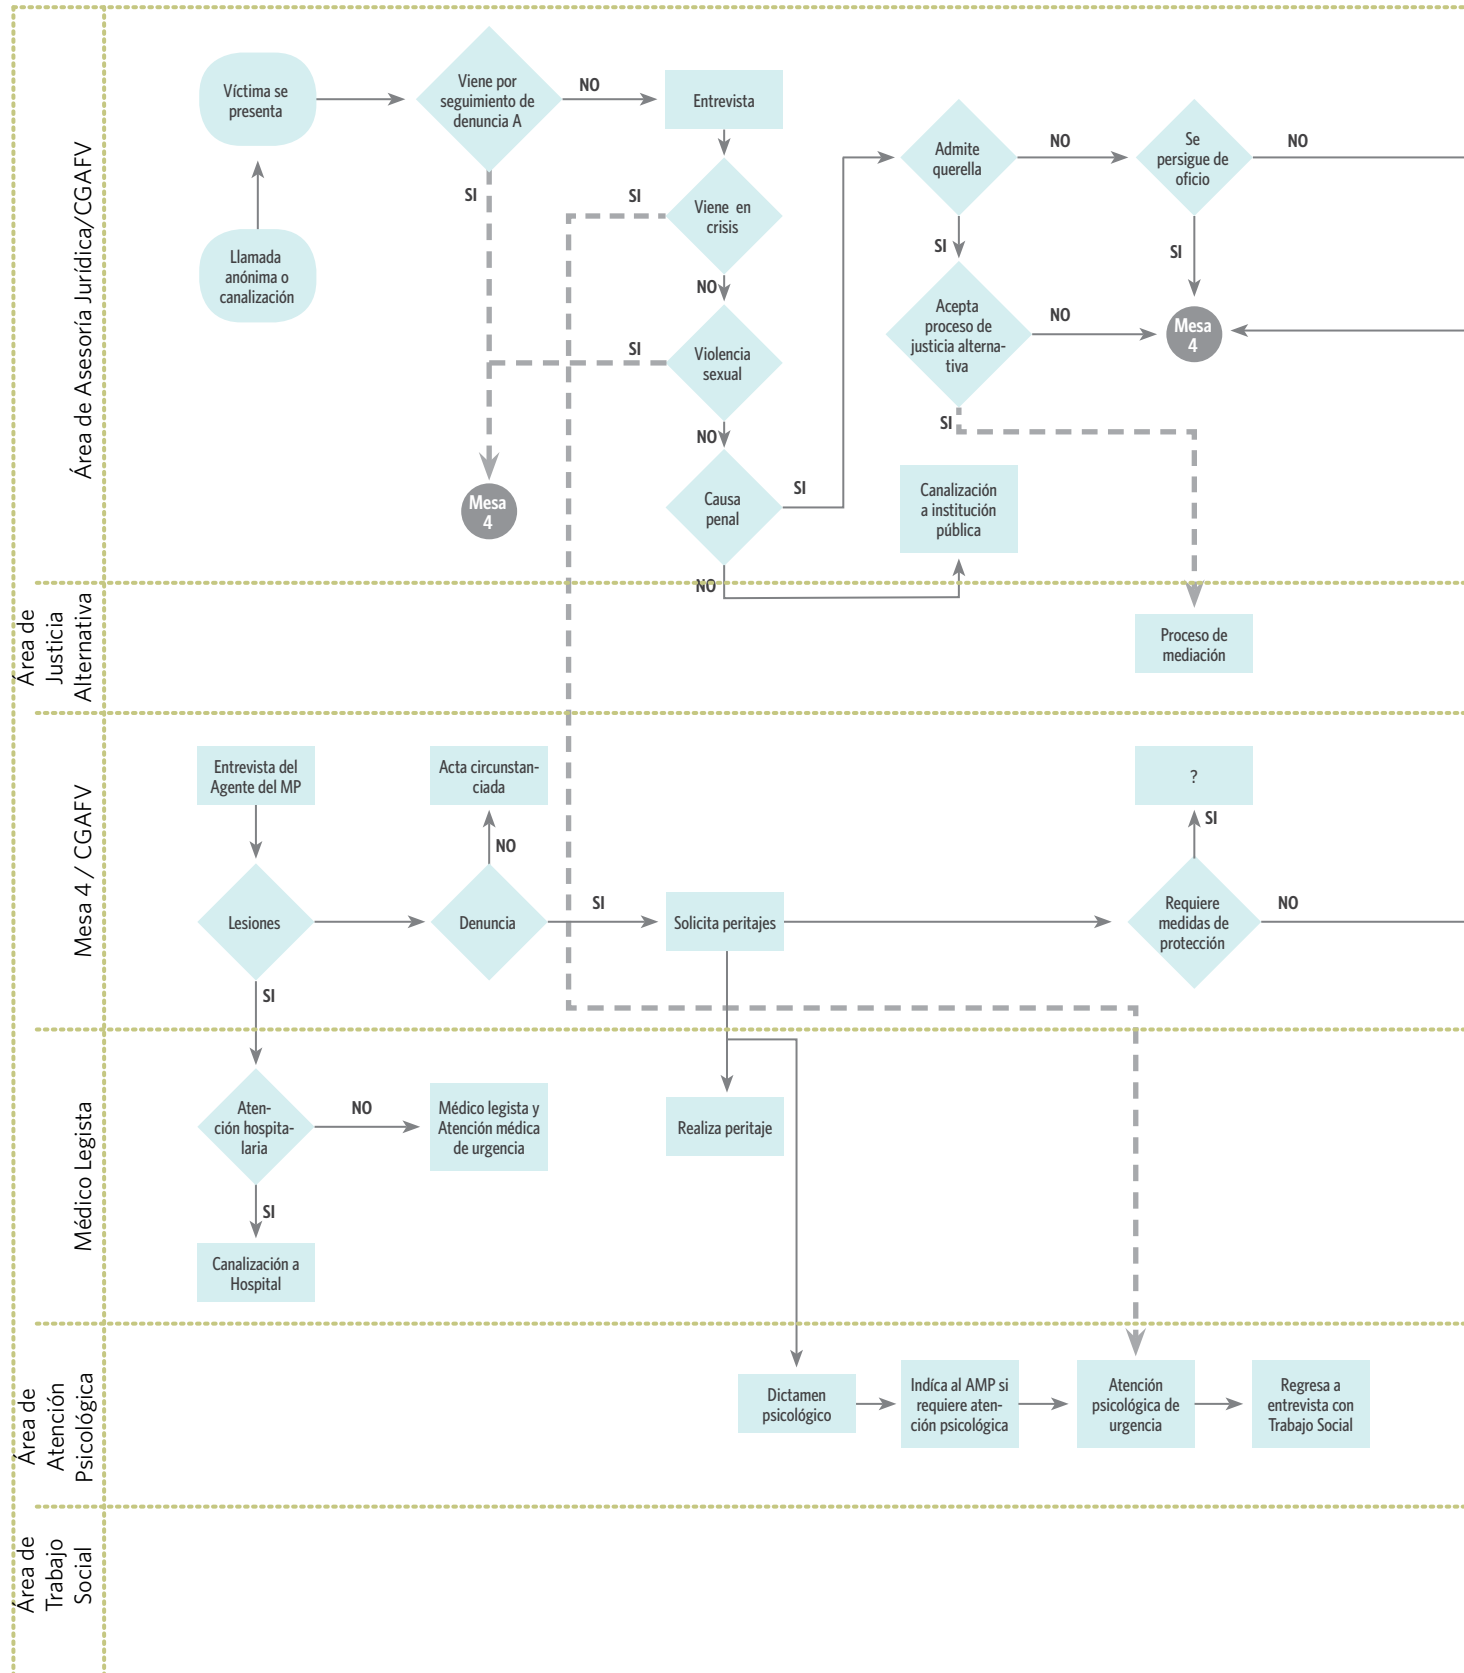 Área de Asesoría Jurídica/CGAFV
Víctima se
presenta
Viene por
seguimiento de
denuncia A
NO
Entrevista
SI
Llamada
anónima o
canalización
Viene en
crisis
SI
NO
Violencia
sexual
SI
NO
Causa
penal
SI
NO
Mesa
4
Admite
querella
NO
Se
persigue de
oficio
NO
SI
SI
Acepta
proceso de
justicia alterna-
tiva
NO
Mesa
4
SI
Canalización
a institución
pública
Área de
Justicia
Alternativa
Proceso de
mediación
Mesa 4 / CGAFV
Entrevista del
Agente del MP
Acta circunstan-
ciada
NO
Lesiones
Denuncia
SI
Solicita peritajes
?
SI
Requiere
medidas de
protección
NO
SI
Médico Legista
Aten-
ción hospita-
laria
NO
Médico legista y
Atención médica
de urgencia
Realiza peritaje
SI
Canalización a
Hospital
Área de
Atención
Psicológica
Dictamen
psicológico
Indíca al AMP si
requiere aten-
ción psicológica
Atención
psicológica de
urgencia
Regresa a
entrevista con
Trabajo Social
Área de
Trabajo
Social